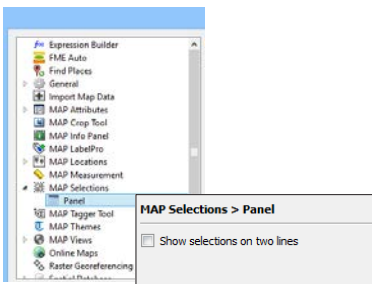 Expression Builder
FME Auto
Find Places
General
Import Map Data
MAP Attributes
MAP Crop Tool
MAP Info Panel
MAP LabelPro
MAP Locations
MAP Measurement
MAP Selections
Panel
MAP Tagger Tool
MAP Themes
MAP Views
Online Maps
Raster Georeferencing
Spatial Database
MAP Selections > Panel
Show selections on two lines